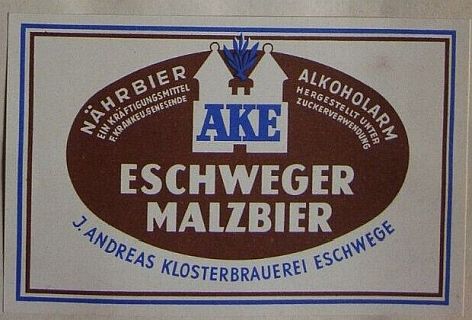 NÄHRBIER
EIN KRÄFTIGUNGSMITTEL
F. KRANKE U. GENESENDE
ALKOHOLARM
HERGESTELLT UNTER
ZUCKERVERWENDUNG
AKE
ESCHWEGER
MALZBIER
J. ANDREAS KLOSTERBRAUEREI ESCHWEGE